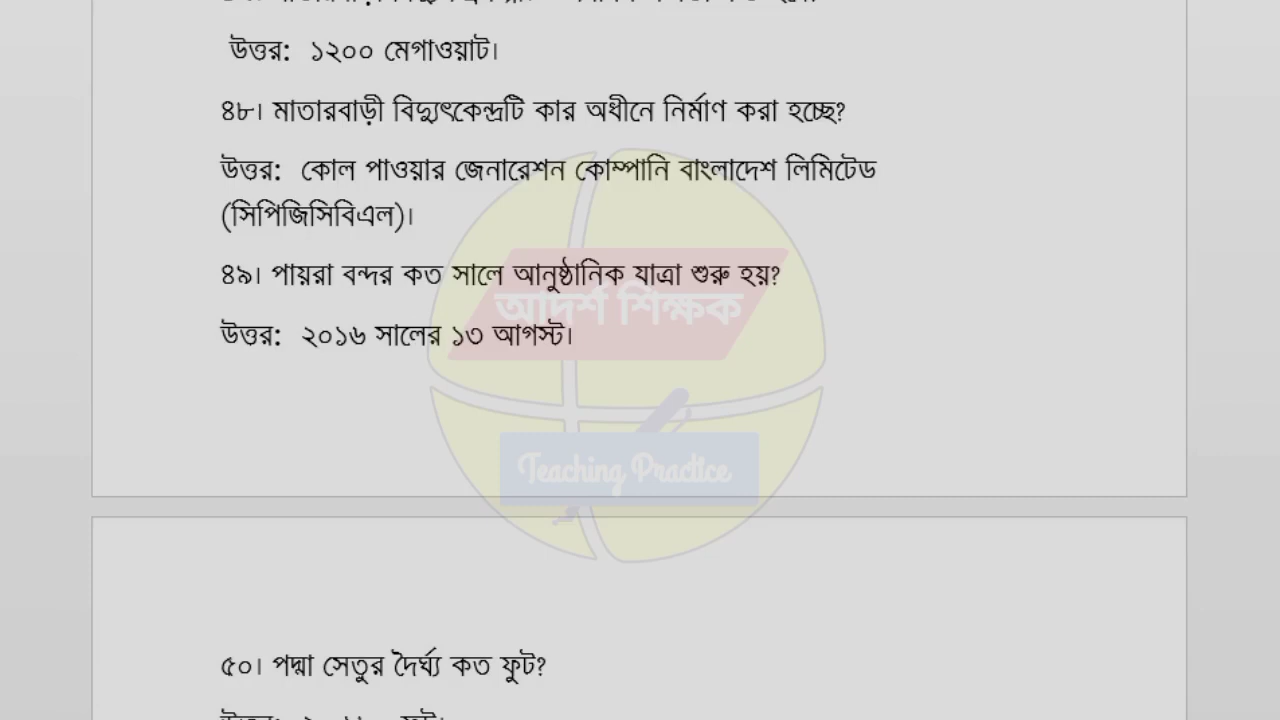 উত্তর: ১২০০ মেগাওয়াট।
৪৮। মাতারবাড়ী বিদ্যুৎকেন্দ্রটি কার অধীনে নির্মাণ করা হচ্ছে?
উত্তর: কোল পাওয়ার জেনারেশন কোম্পানি বাংলাদেশ লিমিটেড
(সিপিজিসিবিএল)।
৪৯। পায়রা বন্দর কত সালে আনুষ্ঠানিক যাত্রা শুরু হয়?
আদর্শ শিক্ষক
উত্তর: ২০১৬ সালের ১৩ আগস্ট।
Teaching Practice
৫০। পদ্মা সেতুর দৈর্ঘ্য কত ফুট?